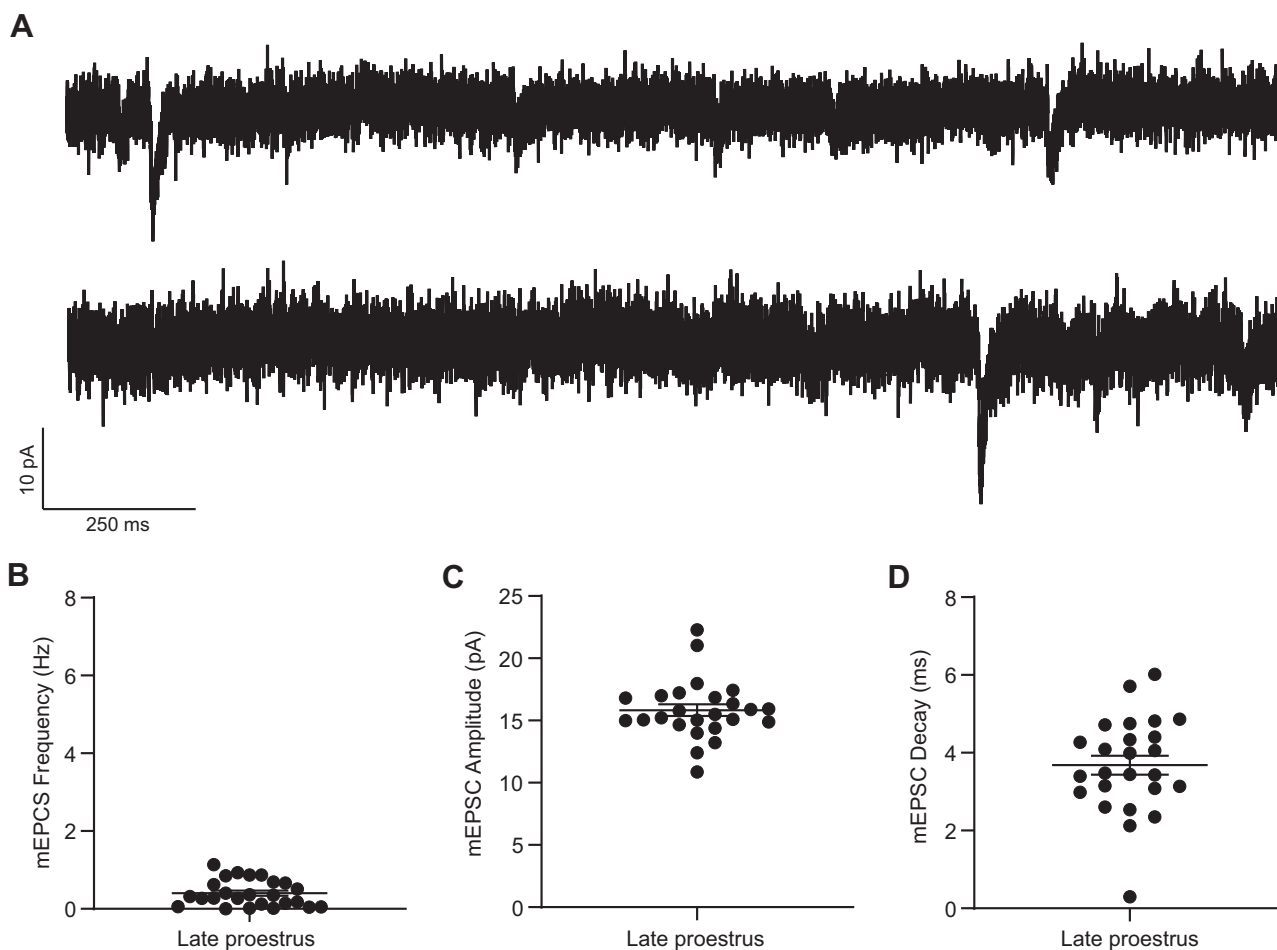 A
10 pA
250 ms
B
8
6
4
2
0
mEPCS Frequency (Hz)
Late proestrus
C
25
20
15
10
5
0
mEPSC Amplitude (pA)
Late proestrus
D
8
6
4
2
0
mEPSC Decay (ms)
Late proestrus